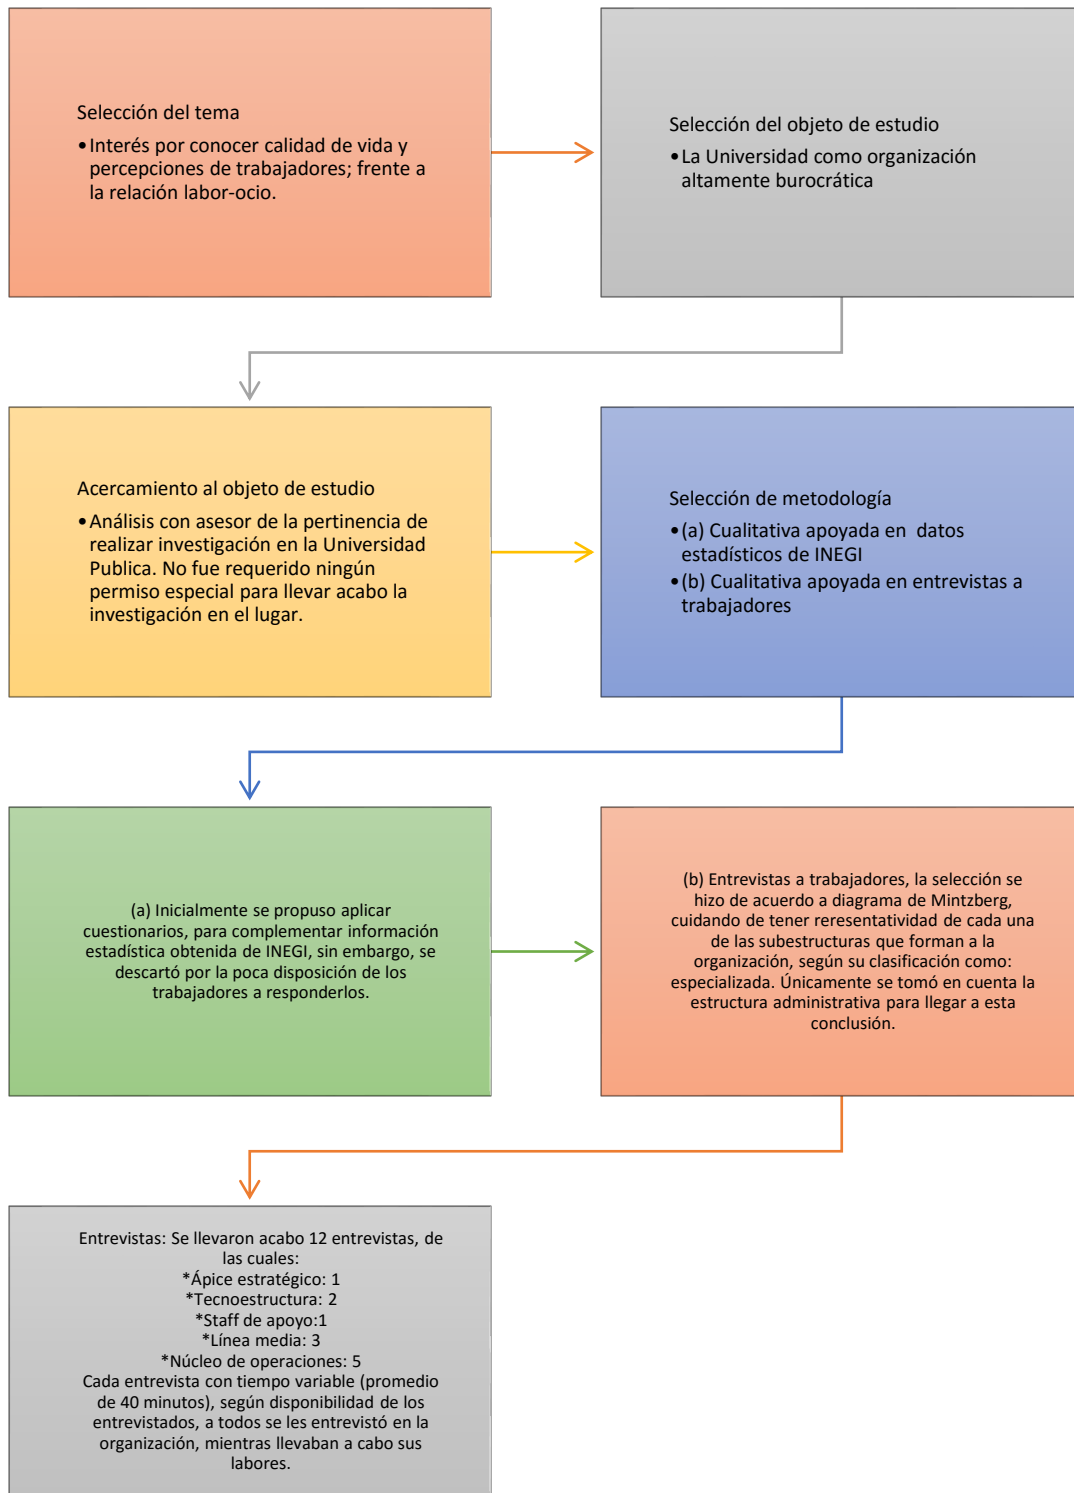 Selección del tema
•Interés por conocer calidad de vida y
percepciones de trabajadores; frente a
la relación labor-ocio.
Selección del objeto de estudio
•La Universidad como organización
altamente burocrática
Acercamiento al objeto de estudio
•Análisis con asesor de la pertinencia de
realizar investigación en la Universidad
Publica. No fue requerido ningún
permiso especial para llevar acabo la
investigación en el lugar.
Selección de metodología
•(a) Cualitativa apoyada en datos
estadísticos de INEGI
•(b) Cualitativa apoyada en entrevistas a
trabajadores
(a) Inicialmente se propuso aplicar
cuestionarios, para complementar información
estadística obtenida de INEGI, sin embargo, se
descartó por la poca disposición de los
trabajadores a responderlos.
(b) Entrevistas a trabajadores, la selección se
hizo de acuerdo a diagrama de Mintzberg,
cuidando de tener reresentatividad de cada una
de las subestructuras que forman a la
organización, según su clasificación como:
especializada. Únicamente se tomó en cuenta la
estructura administrativa para llegar a esta
conclusión.
Entrevistas: Se llevaron acabo 12 entrevistas, de
las cuales:
*Ápice estratégico: 1
*Tecnoestructura: 2
*Staff de apoyo:1
*Línea media: 3
*Núcleo de operaciones: 5
Cada entrevista con tiempo variable (promedio
de 40 minutos), según disponibilidad de los
entrevistados, a todos se les entrevistó en la
organización, mientras llevaban a cabo sus
labores.